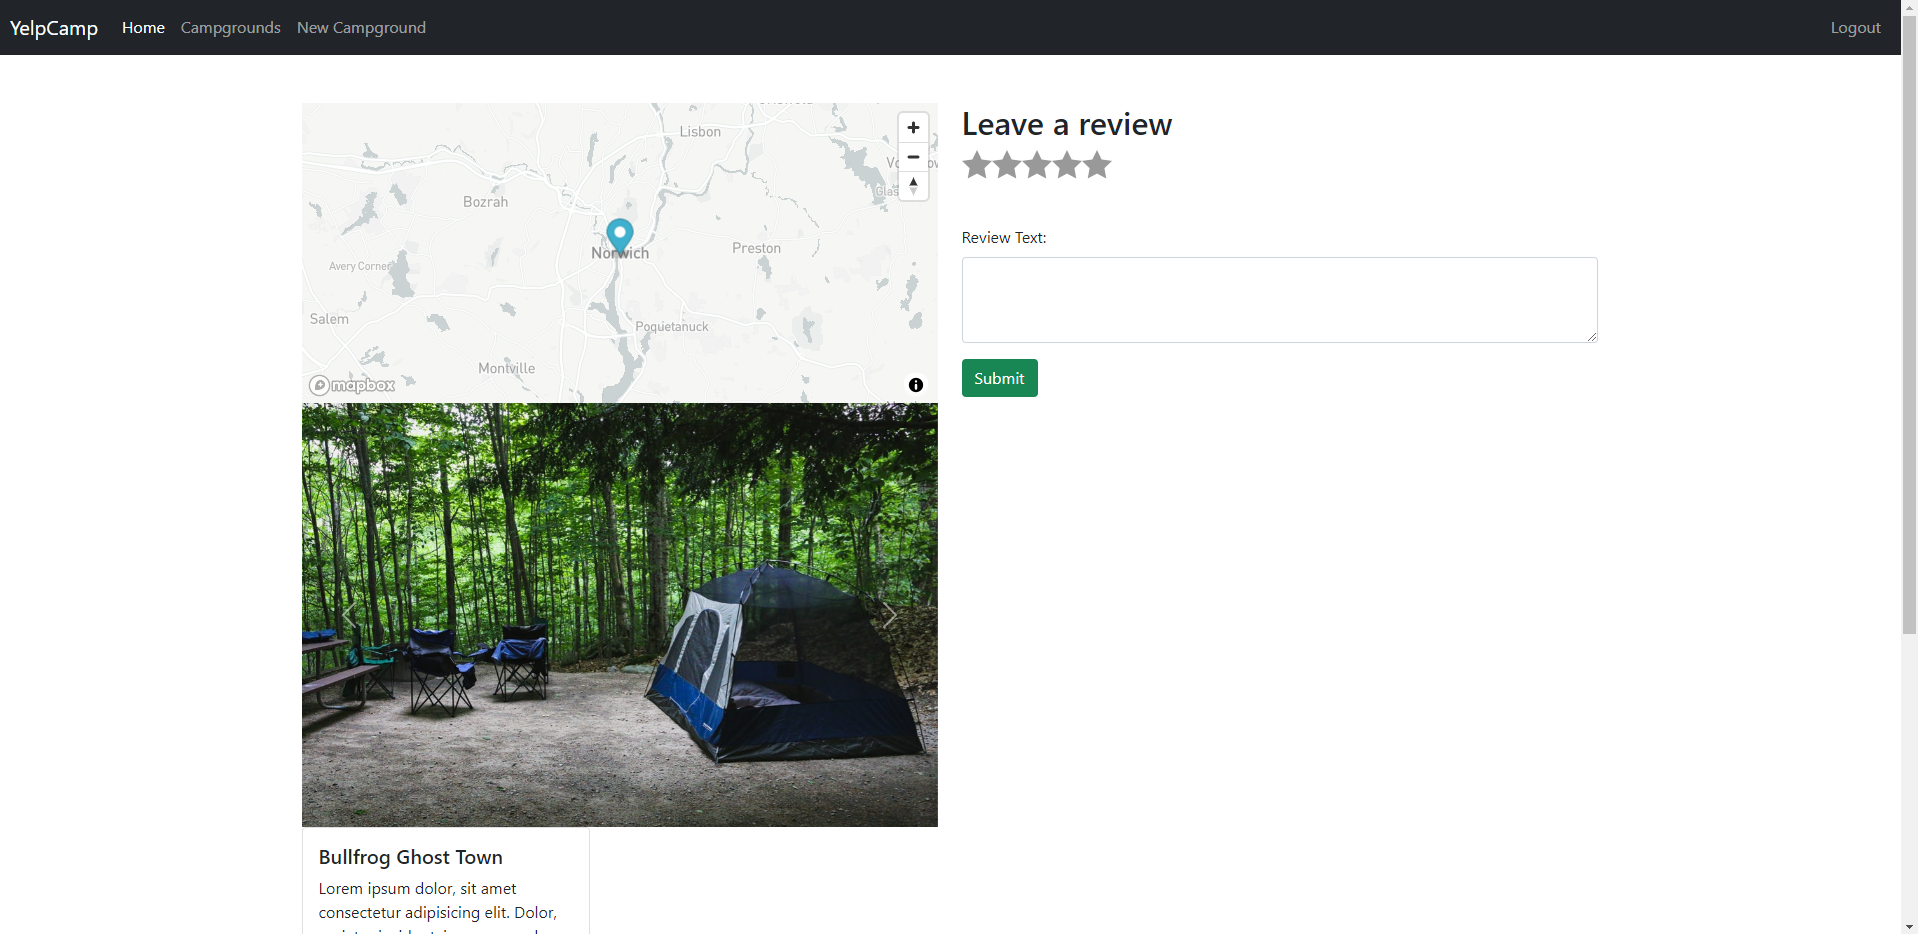 YelpCamp Home Campgrounds New Campground Logout
Lisbon
Bozrah
Norwich
Preston
Avery Corner
Salem
Poquetanuck
Montville
mapbox
Leave a review
Review Text:
Submit
Bullfrog Ghost Town
Lorem ipsum dolor, sit amet
consectetur adipisicing elit. Dolor,